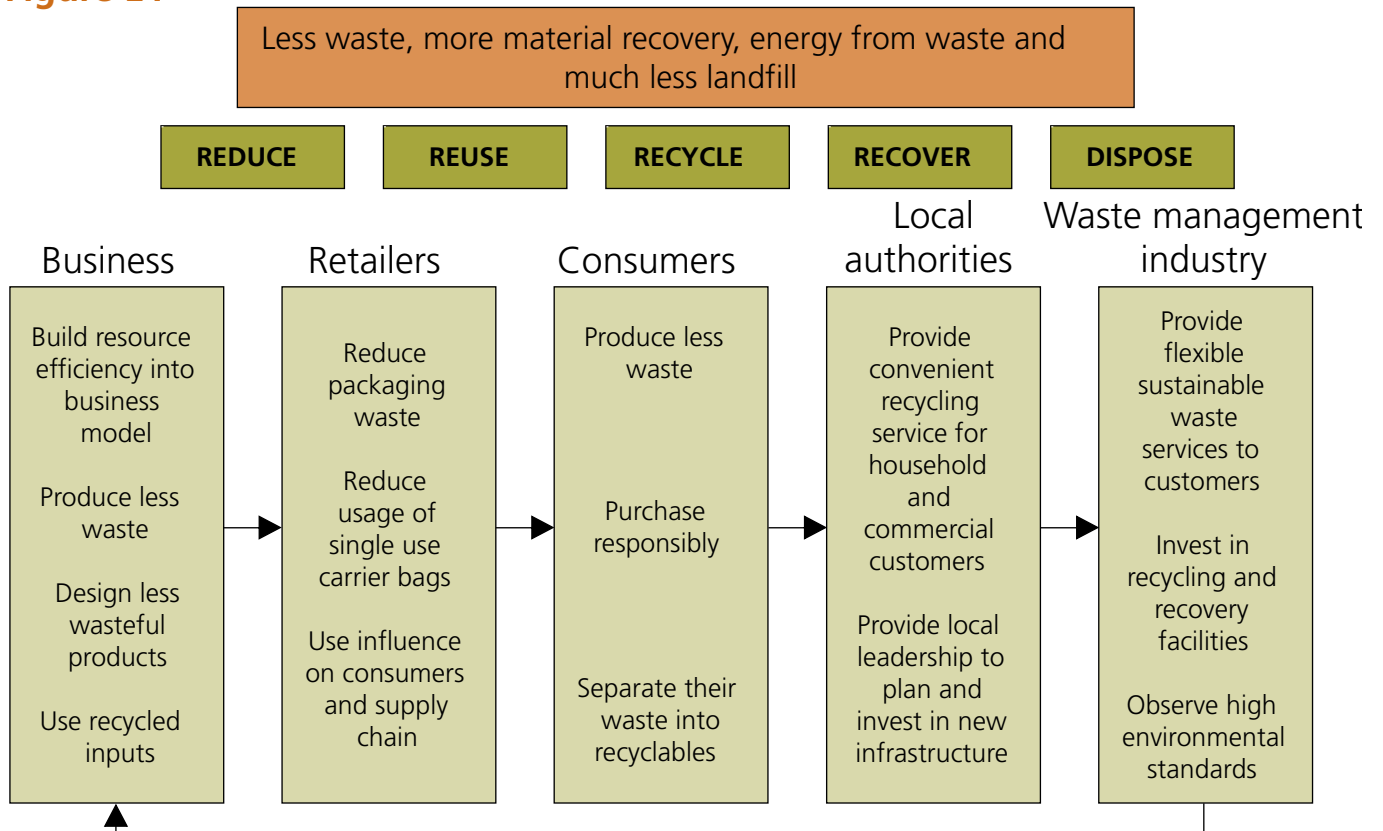 Less waste, more material recovery, energy from waste and
much less landfill
REDUCE
REUSE
RECYCLE
RECOVER
DISPOSE
Business
Build resource
efficiency into
business
model
Produce less
waste
Design less
wasteful
products
Use recycled
inputs
Retailers
Reduce
packaging
waste
Reduce
usage of
single use
carrier bags
Use influence
on consumers
and supply
chain
Consumers
Produce less
waste
Purchase
responsibly
Separate their
waste into
recyclables
Local
authorities
Provide
convenient
recycling
service for
household
and
commercial
customers
Provide local
leadership to
plan and
invest in new
infrastructure
Waste management
industry
Provide
flexible
sustainable
waste
services to
customers
Invest in
recycling and
recovery
facilities
Observe high
environmental
standards